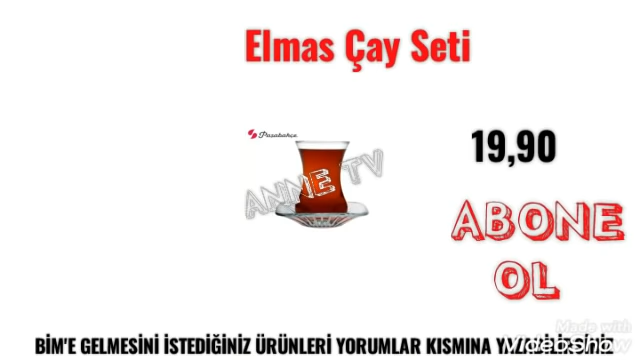 Elmas Çay Seti
Paşabahçe
19,90
ANNE TV
ABONE
OL
BİM'E GELMESİNİ İSTEDİĞİNİZ ÜRÜNLERİ YORUMLAR KISMINA
Made with
VideoShow